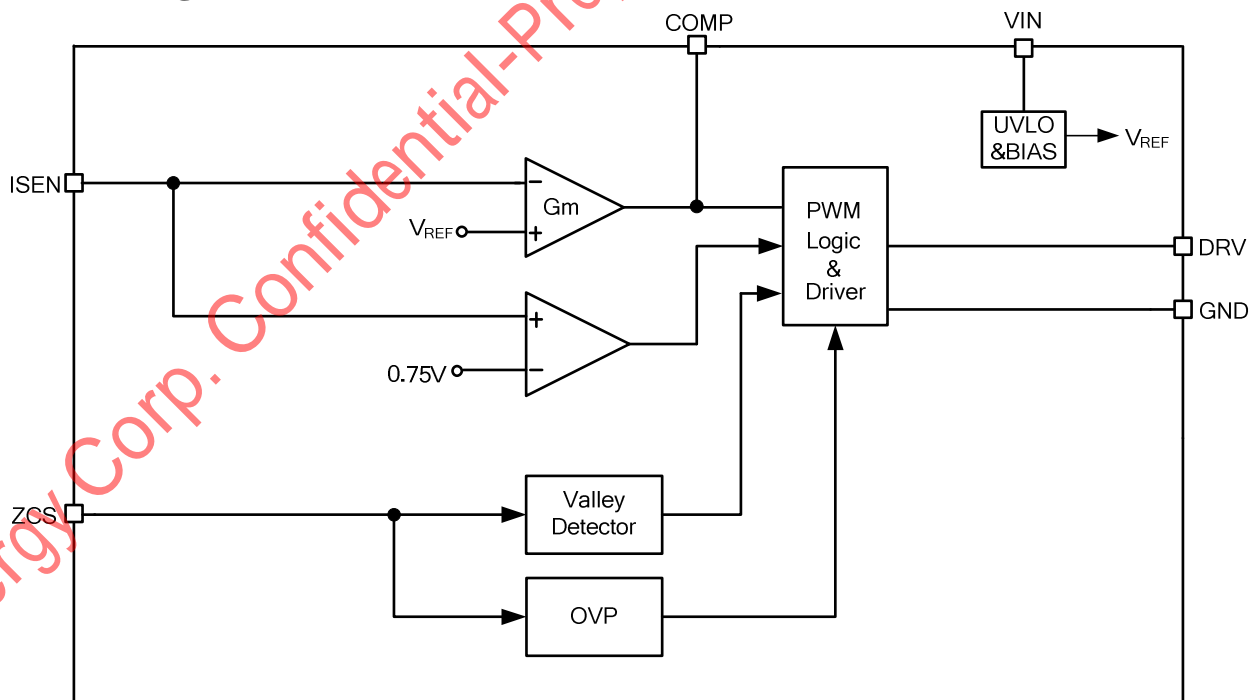 COMP
VIN
UVLO
&BIAS
VREF
ISEN
Gm
VREF
PWM
Logic
&
Driver
DRV
GND
0.75V
ZCS
Valley
Detector
OVP
Corp. Confidential-